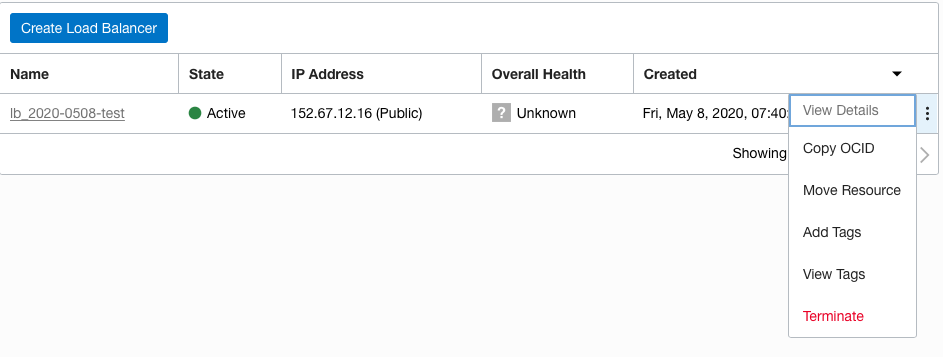 Create Load Balancer
Name State IP Address Overall Health Created
lb_2020-0508-test Active 152.67.12.16 (Public) ? Unknown Fri, May 8, 2020, 07:40:
View Details
Showing
Copy OCID
Move Resource
Add Tags
View Tags
Terminate